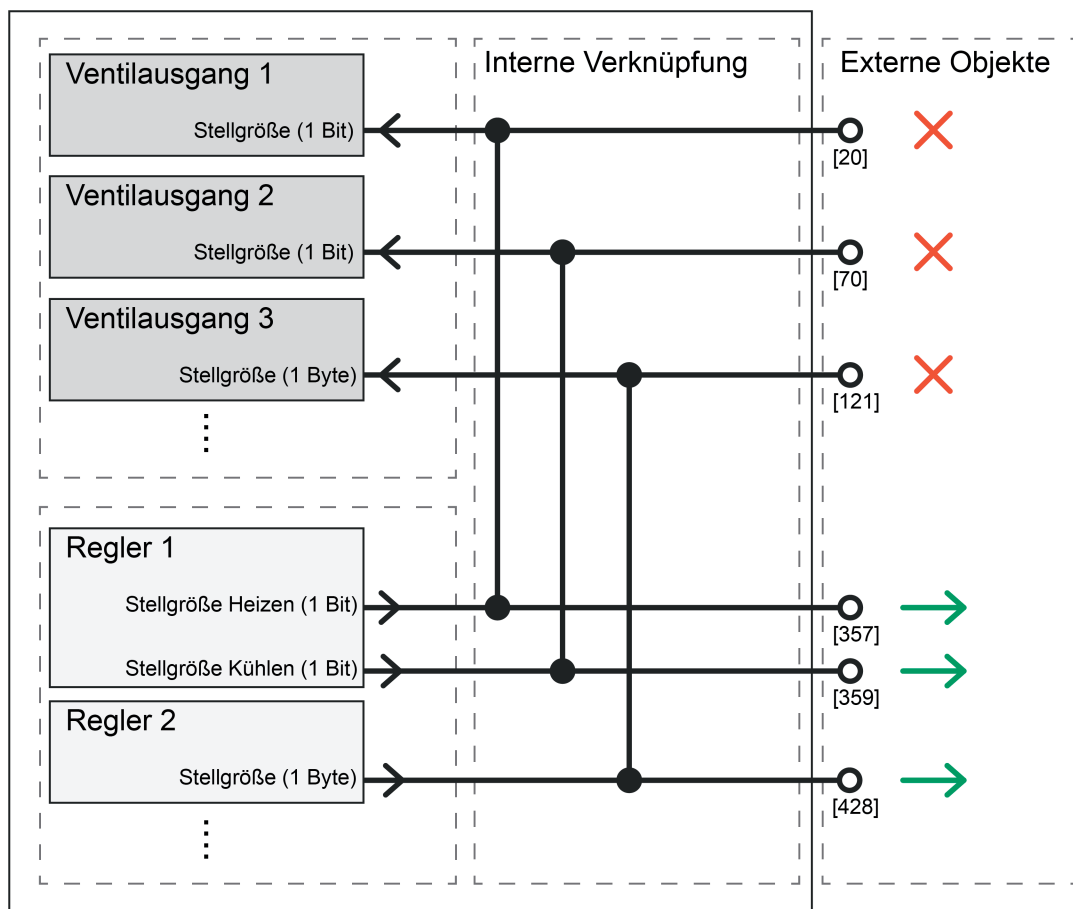 Ventilausgang 1
Stellgröße (1 Bit)
Ventilausgang 2
Stellgröße (1 Bit)
Ventilausgang 3
Stellgröße (1 Byte)
Regler 1
Stellgröße Heizen (1 Bit)
Stellgröße Kühlen (1 Bit)
Regler 2
Stellgröße (1 Byte)
Interne Verknüpfung
Externe Objekte
[20]
[70]
[121]
[357]
[359]
[428]